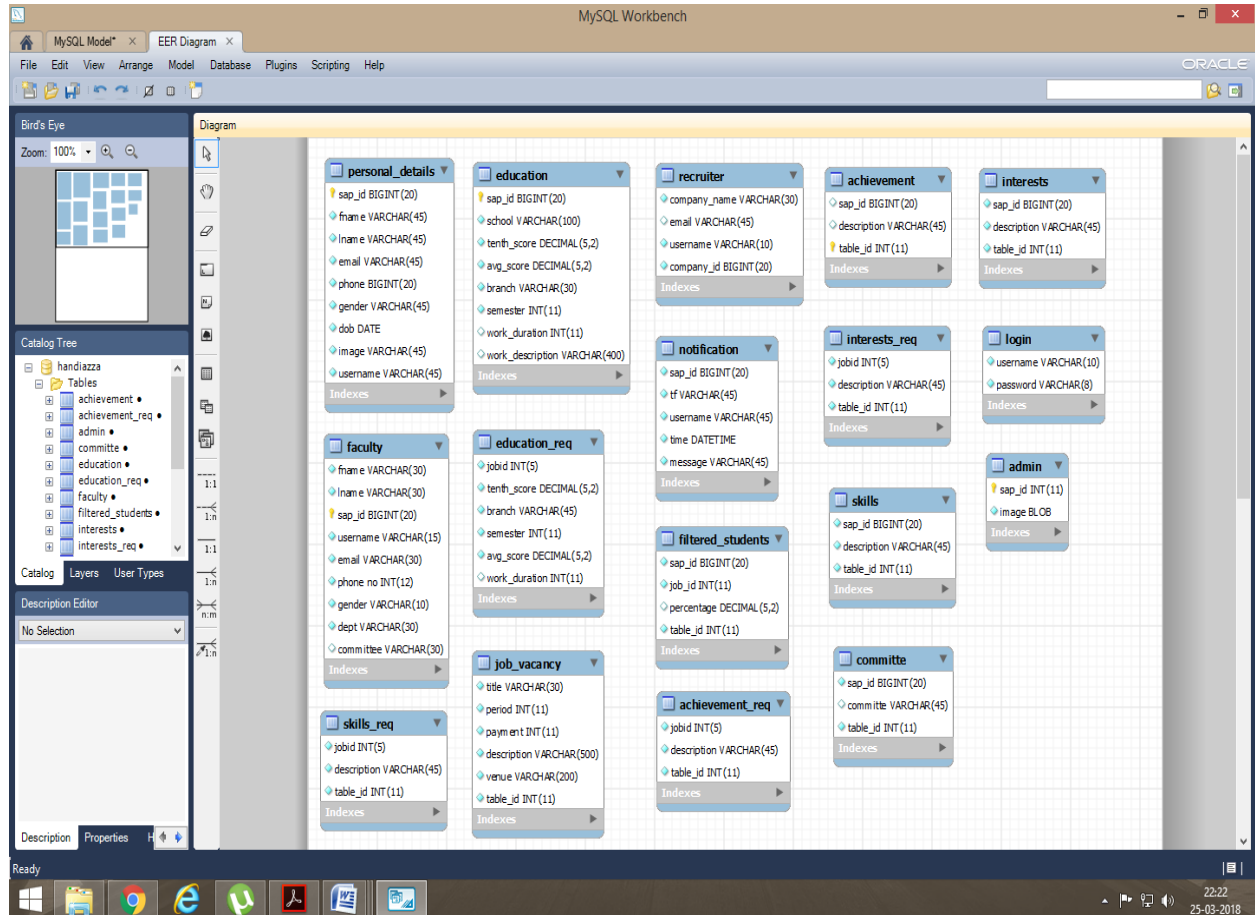 MySQL Workbench
MySQL Model* ×
EER Diagram ×
File Edit View Arrange Model Database Plugins Scripting Help
ORACLE
Bird's Eye
Zoom: 100%
Catalog Tree
handiazza
Tables
achievement
achievement_req
admin
committe
education
education_req
faculty
filtered_students
interests
interests_req
Catalog Layers User Types
Description Editor
No Selection
Description Properties H
Diagram
1:1
1:n
1:1
1:n
n:m
1:n
personal_details
sap_id BIGINT(20)
fname VARCHAR(45)
lname VARCHAR(45)
email VARCHAR(45)
phone BIGINT(20)
gender VARCHAR(45)
dob DATE
image VARCHAR(45)
username VARCHAR(45)
Indexes
faculty
fname VARCHAR(30)
lname VARCHAR(30)
sap_id BIGINT(20)
username VARCHAR(15)
email VARCHAR(30)
phone no INT(12)
gender VARCHAR(10)
dept VARCHAR(30)
committee VARCHAR(30)
Indexes
skills_req
jobid INT(5)
description VARCHAR(45)
table_id INT(11)
Indexes
education
sap_id BIGINT(20)
school VARCHAR(100)
tenth_score DECIMAL(5,2)
avg_score DECIMAL(5,2)
branch VARCHAR(30)
semester INT(11)
work_duration INT(11)
work_description VARCHAR(400)
Indexes
education_req
jobid INT(5)
tenth_score DECIMAL(5,2)
branch VARCHAR(45)
semester INT(11)
avg_score DECIMAL(5,2)
work_duration INT(11)
Indexes
job_vacancy
title VARCHAR(30)
period INT(11)
payment INT(11)
description VARCHAR(500)
venue VARCHAR(200)
table_id INT(11)
Indexes
recruiter
company_name VARCHAR(30)
email VARCHAR(45)
username VARCHAR(10)
company_id BIGINT(20)
Indexes
notification
sap_id BIGINT(20)
tf VARCHAR(45)
username VARCHAR(45)
time DATETIME
message VARCHAR(45)
Indexes
filtered_students
sap_id BIGINT(20)
job_id INT(11)
percentage DECIMAL(5,2)
table_id INT(11)
Indexes
achievement_req
jobid INT(5)
description VARCHAR(45)
table_id INT(11)
Indexes
achievement
sap_id BIGINT(20)
description VARCHAR(45)
table_id INT(11)
Indexes
interests_req
jobid INT(5)
description VARCHAR(45)
table_id INT(11)
Indexes
skills
sap_id BIGINT(20)
description VARCHAR(45)
table_id INT(11)
Indexes
committe
sap_id BIGINT(20)
committe VARCHAR(45)
table_id INT(11)
Indexes
interests
sap_id BIGINT(20)
description VARCHAR(45)
table_id INT(11)
Indexes
login
username VARCHAR(10)
password VARCHAR(8)
Indexes
admin
sap_id INT(11)
image BLOB
Indexes
Ready
22:22
25-03-2018